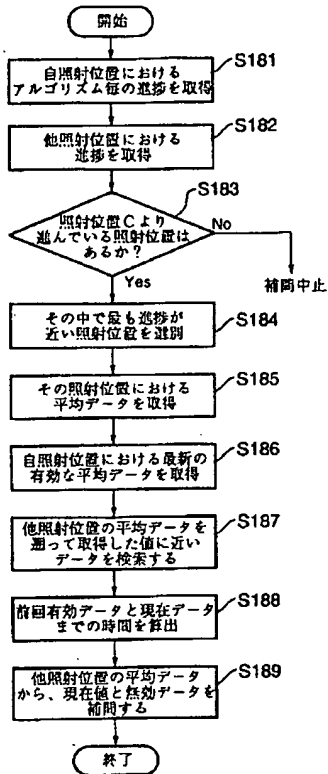 開始
S181
自照射位置における
アルゴリズム毎の進捗を取得
S182
他照射位置における
進捗を取得
S183
照射位置Cより
進んでいる照射位置は
あるか?
No
Yes
補間中止
S184
その中で最も進捗が
近い照射位置を選別
S185
その照射位置における
平均データを取得
S186
自照射位置における最新の
有効な平均データを取得
S187
他照射位置の平均データを
遡って取得した値に近い
データを検索する
S188
前回有効データと現在データ
までの時間を算出
S189
他照射位置の平均データ
から、現在値と無効データを
補間する
終了